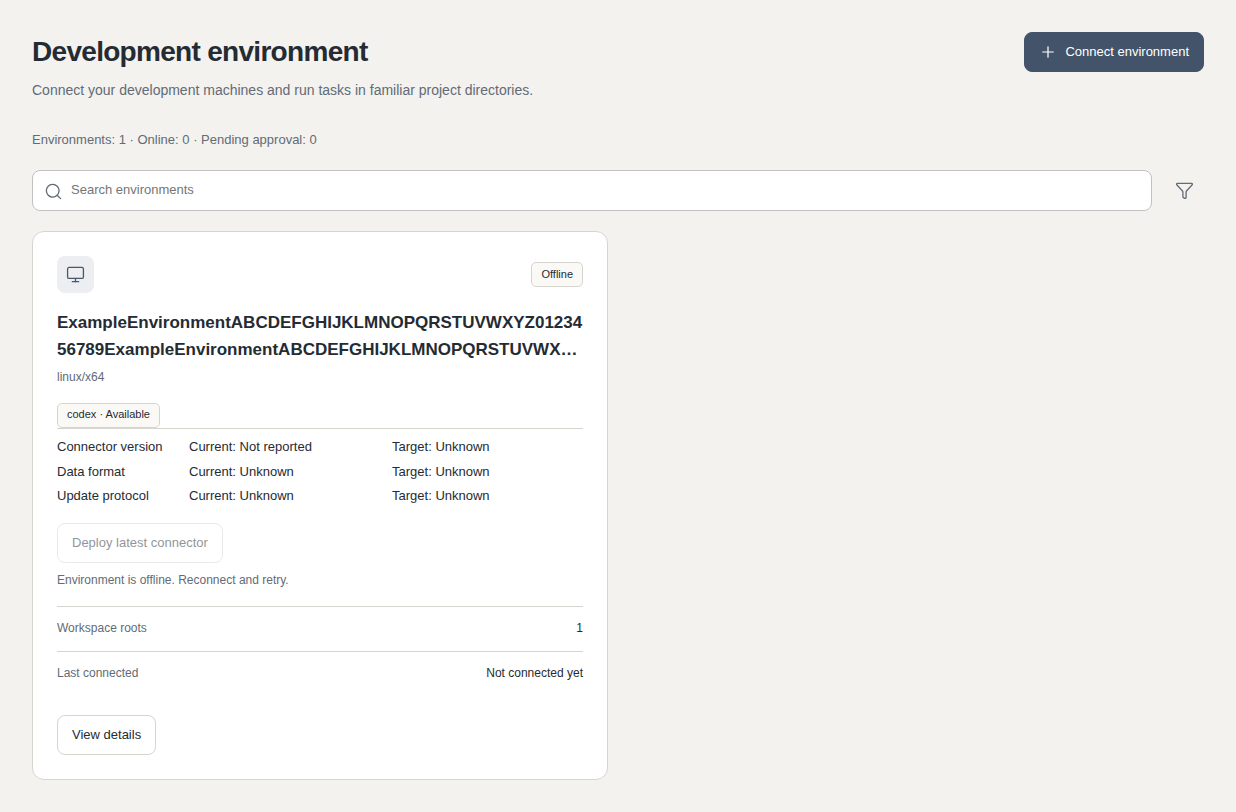 Development environment
Connect environment
Connect your development machines and run tasks in familiar project directories.
Environments: 1 · Online: 0 · Pending approval: 0
Search environments
Offline
ExampleEnvironmentABCDEFGHIJKLMNOPQRSTUVWXYZ01234
56789ExampleEnvironmentABCDEFGHIJKLMNOPQRSTUVWX…
linux/x64
codex · Available
Connector version Current: Not reported Target: Unknown
Data format Current: Unknown Target: Unknown
Update protocol Current: Unknown Target: Unknown
Deploy latest connector
Environment is offline. Reconnect and retry.
Workspace roots 1
Last connected Not connected yet
View details